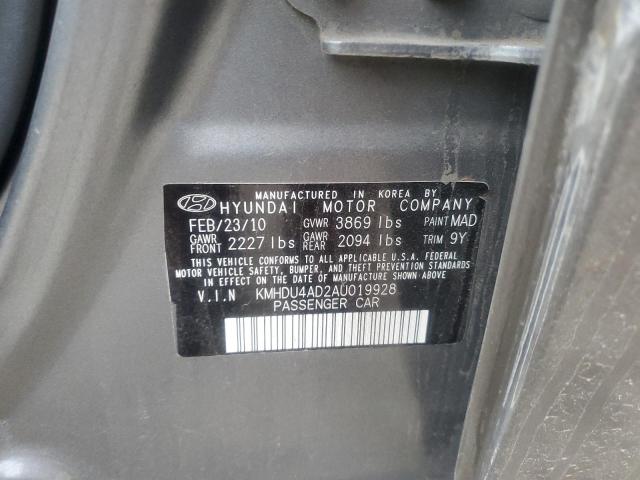 MANUFACTURED IN KOREA BY
HYUNDAI MOTOR COMPANY
FEB/23/10 GVWR 3869 lbs PAINT MAD
GAWR FRONT 2227 lbs GAWR REAR 2094 lbs TRIM 9Y
THIS VEHICLE CONFORMS TO ALL APPLICABLE U.S.A. FEDERAL
MOTOR VEHICLE SAFETY, BUMPER, AND THEFT PREVENTION STANDARDS
IN EFFECT ON THE DATE OF MANUFACTURE SHOWN ABOVE.
V.I.N KMHDU4AD2AU019928
PASSENGER CAR